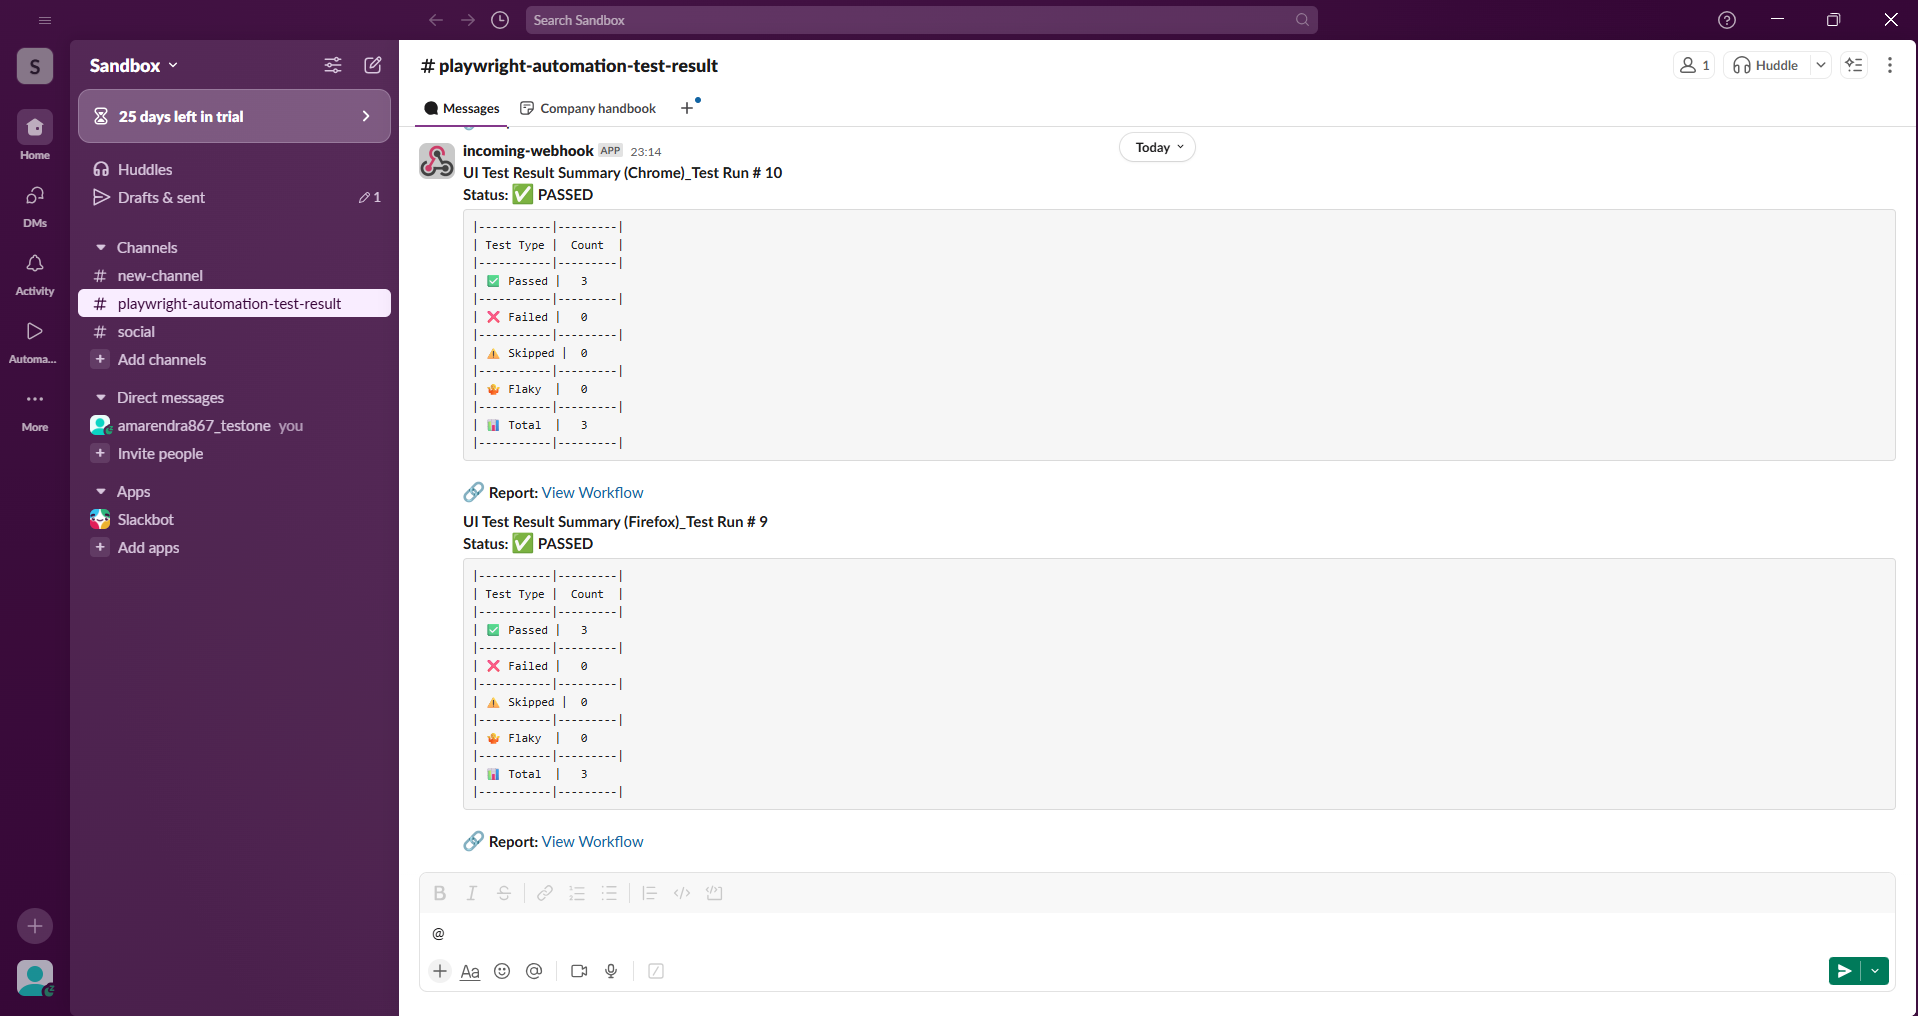 Search Sandbox
S
Home
DMs
Activity
Automa...
More
Sandbox
25 days left in trial
Huddles
Drafts & sent 1
Channels
# new-channel
# playwright-automation-test-result
# social
+ Add channels
Direct messages
amarendra867_testone you
+ Invite people
Apps
Slackbot
+ Add apps
# playwright-automation-test-result
1
Huddle
Messages
Company handbook
+
Today
incoming-webhook APP 23:14
UI Test Result Summary (Chrome)_Test Run # 10
Status: ✅ PASSED
|-----------|---------|
| Test Type | Count |
|-----------|---------|
| ✅ Passed | 3
|-----------|---------|
| ❌ Failed | 0
|-----------|---------|
| ⚠️ Skipped | 0
|-----------|---------|
| 🤷 Flaky | 0
|-----------|---------|
| 📊 Total | 3
|-----------|---------|
🔗 Report: View Workflow
UI Test Result Summary (Firefox)_Test Run # 9
Status: ✅ PASSED
|-----------|---------|
| Test Type | Count |
|-----------|---------|
| ✅ Passed | 3
|-----------|---------|
| ❌ Failed | 0
|-----------|---------|
| ⚠️ Skipped | 0
|-----------|---------|
| 🤷 Flaky | 0
|-----------|---------|
| 📊 Total | 3
|-----------|---------|
🔗 Report: View Workflow
B I S
@
+ Aa @